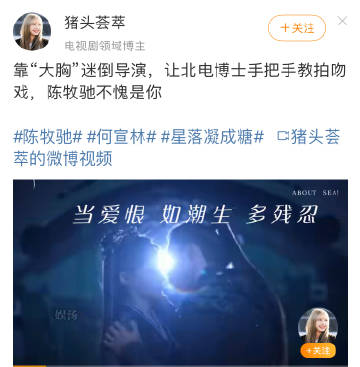 猪头荟萃
电视剧领域博主
+关注
靠“大胸”迷倒导演，让北电博士手把手教拍吻
戏，陈牧驰不愧是你
#陈牧驰# #何宣林# #星落凝成糖# 猪头荟
萃的微博视频
ABOUT SEA!
当爱恨 如潮生 多残忍
+关注